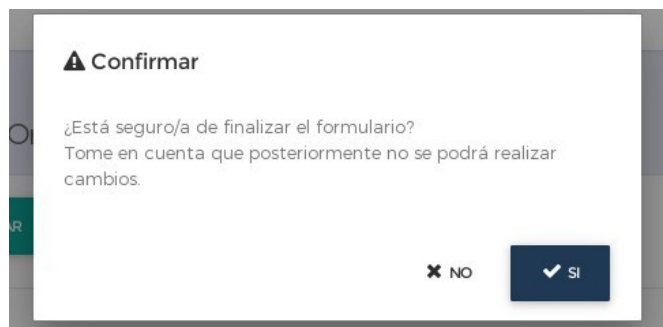 Confirmar
¿Está seguro/a de finalizar el formulario?
Tome en cuenta que posteriormente no se podrá realizar
cambios.
NO
SI